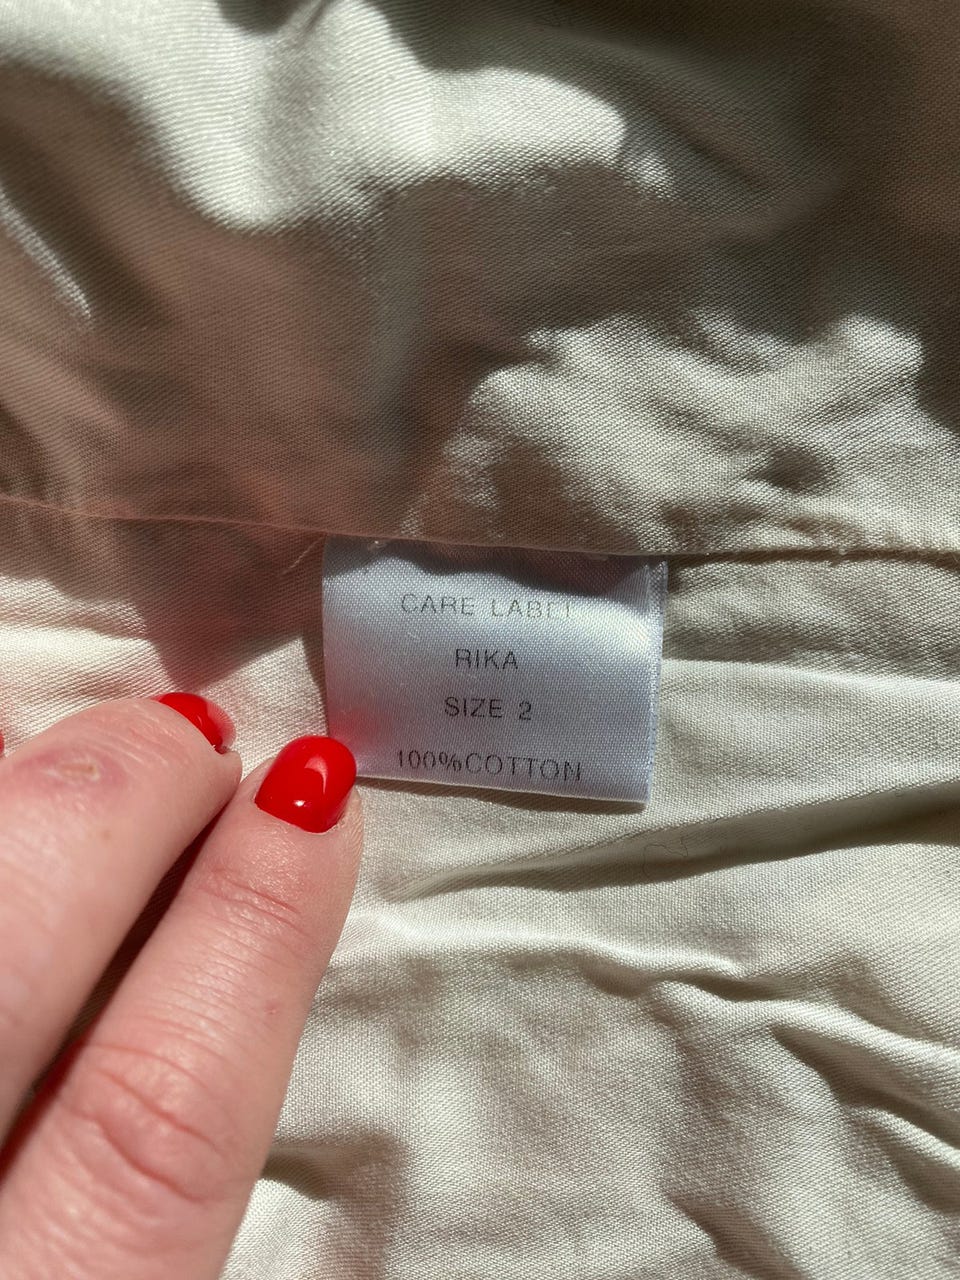 CARE LABEL
RIKA
SIZE 2
100%COTTON